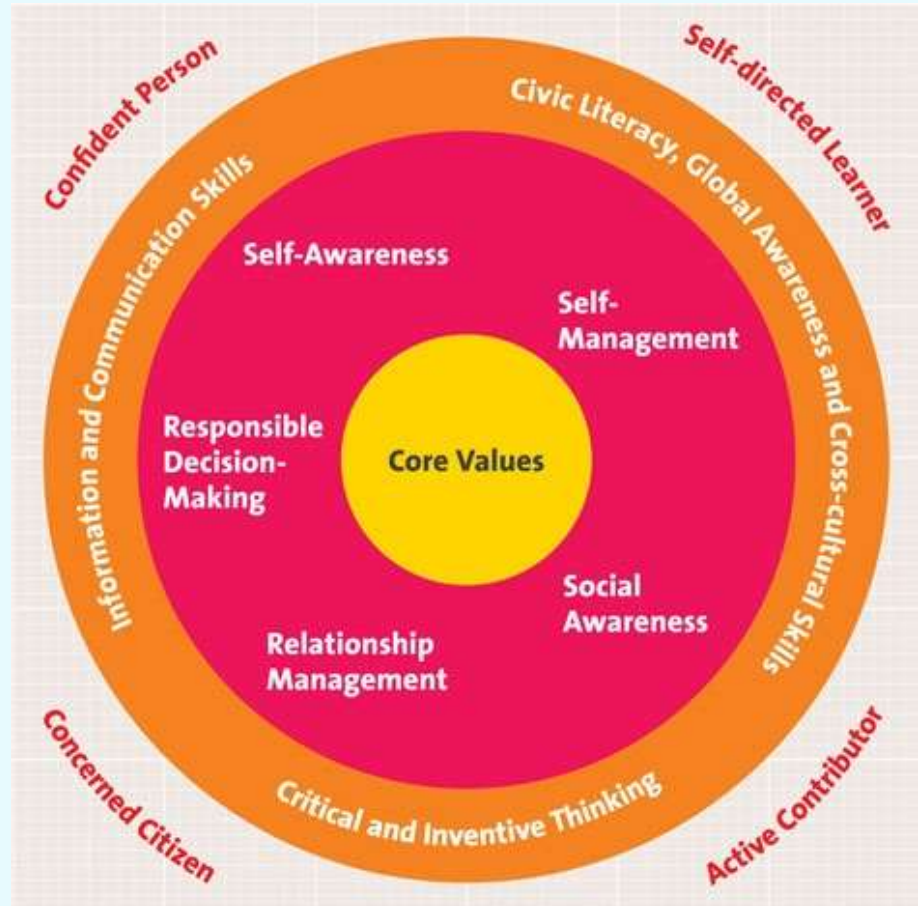 Confident Person
Self-directed Learner
Information and Communication Skills
Civic Literacy, Global Awareness and Cross-cultural Skills
Self-Awareness
Self-
Management
Responsible
Decision-
Making
Core Values
Social
Awareness
Relationship
Management
Critical and Inventive Thinking
Concerned Citizen
Active Contributor